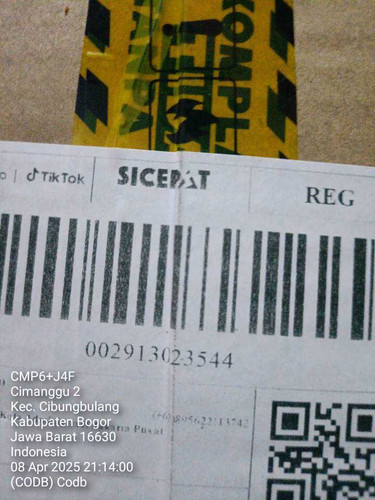 KOMPL
TikTok
SICEPAT
REG
002913023544
CMP6+J4F
Cimanggu 2
Kec. Cibungbulang
Kabupaten Bogor
Jawa Barat 16630
Indonesia
08 Apr 2025 21:14:00
(CODB) Codb